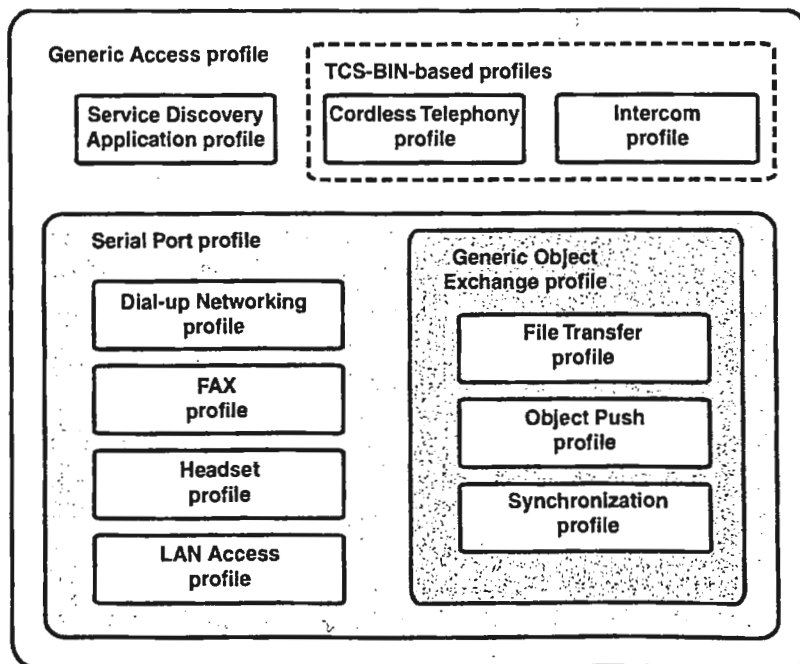 Generic Access profile
TCS-BIN-based profiles
Service Discovery
Application profile
Cordless Telephony
profile
Intercom
profile
Serial Port profile
Dial-up Networking
profile
FAX
profile
Headset
profile
LAN Access
profile
Generic Object
Exchange profile
File Transfer
profile
Object Push
profile
Synchronization
profile